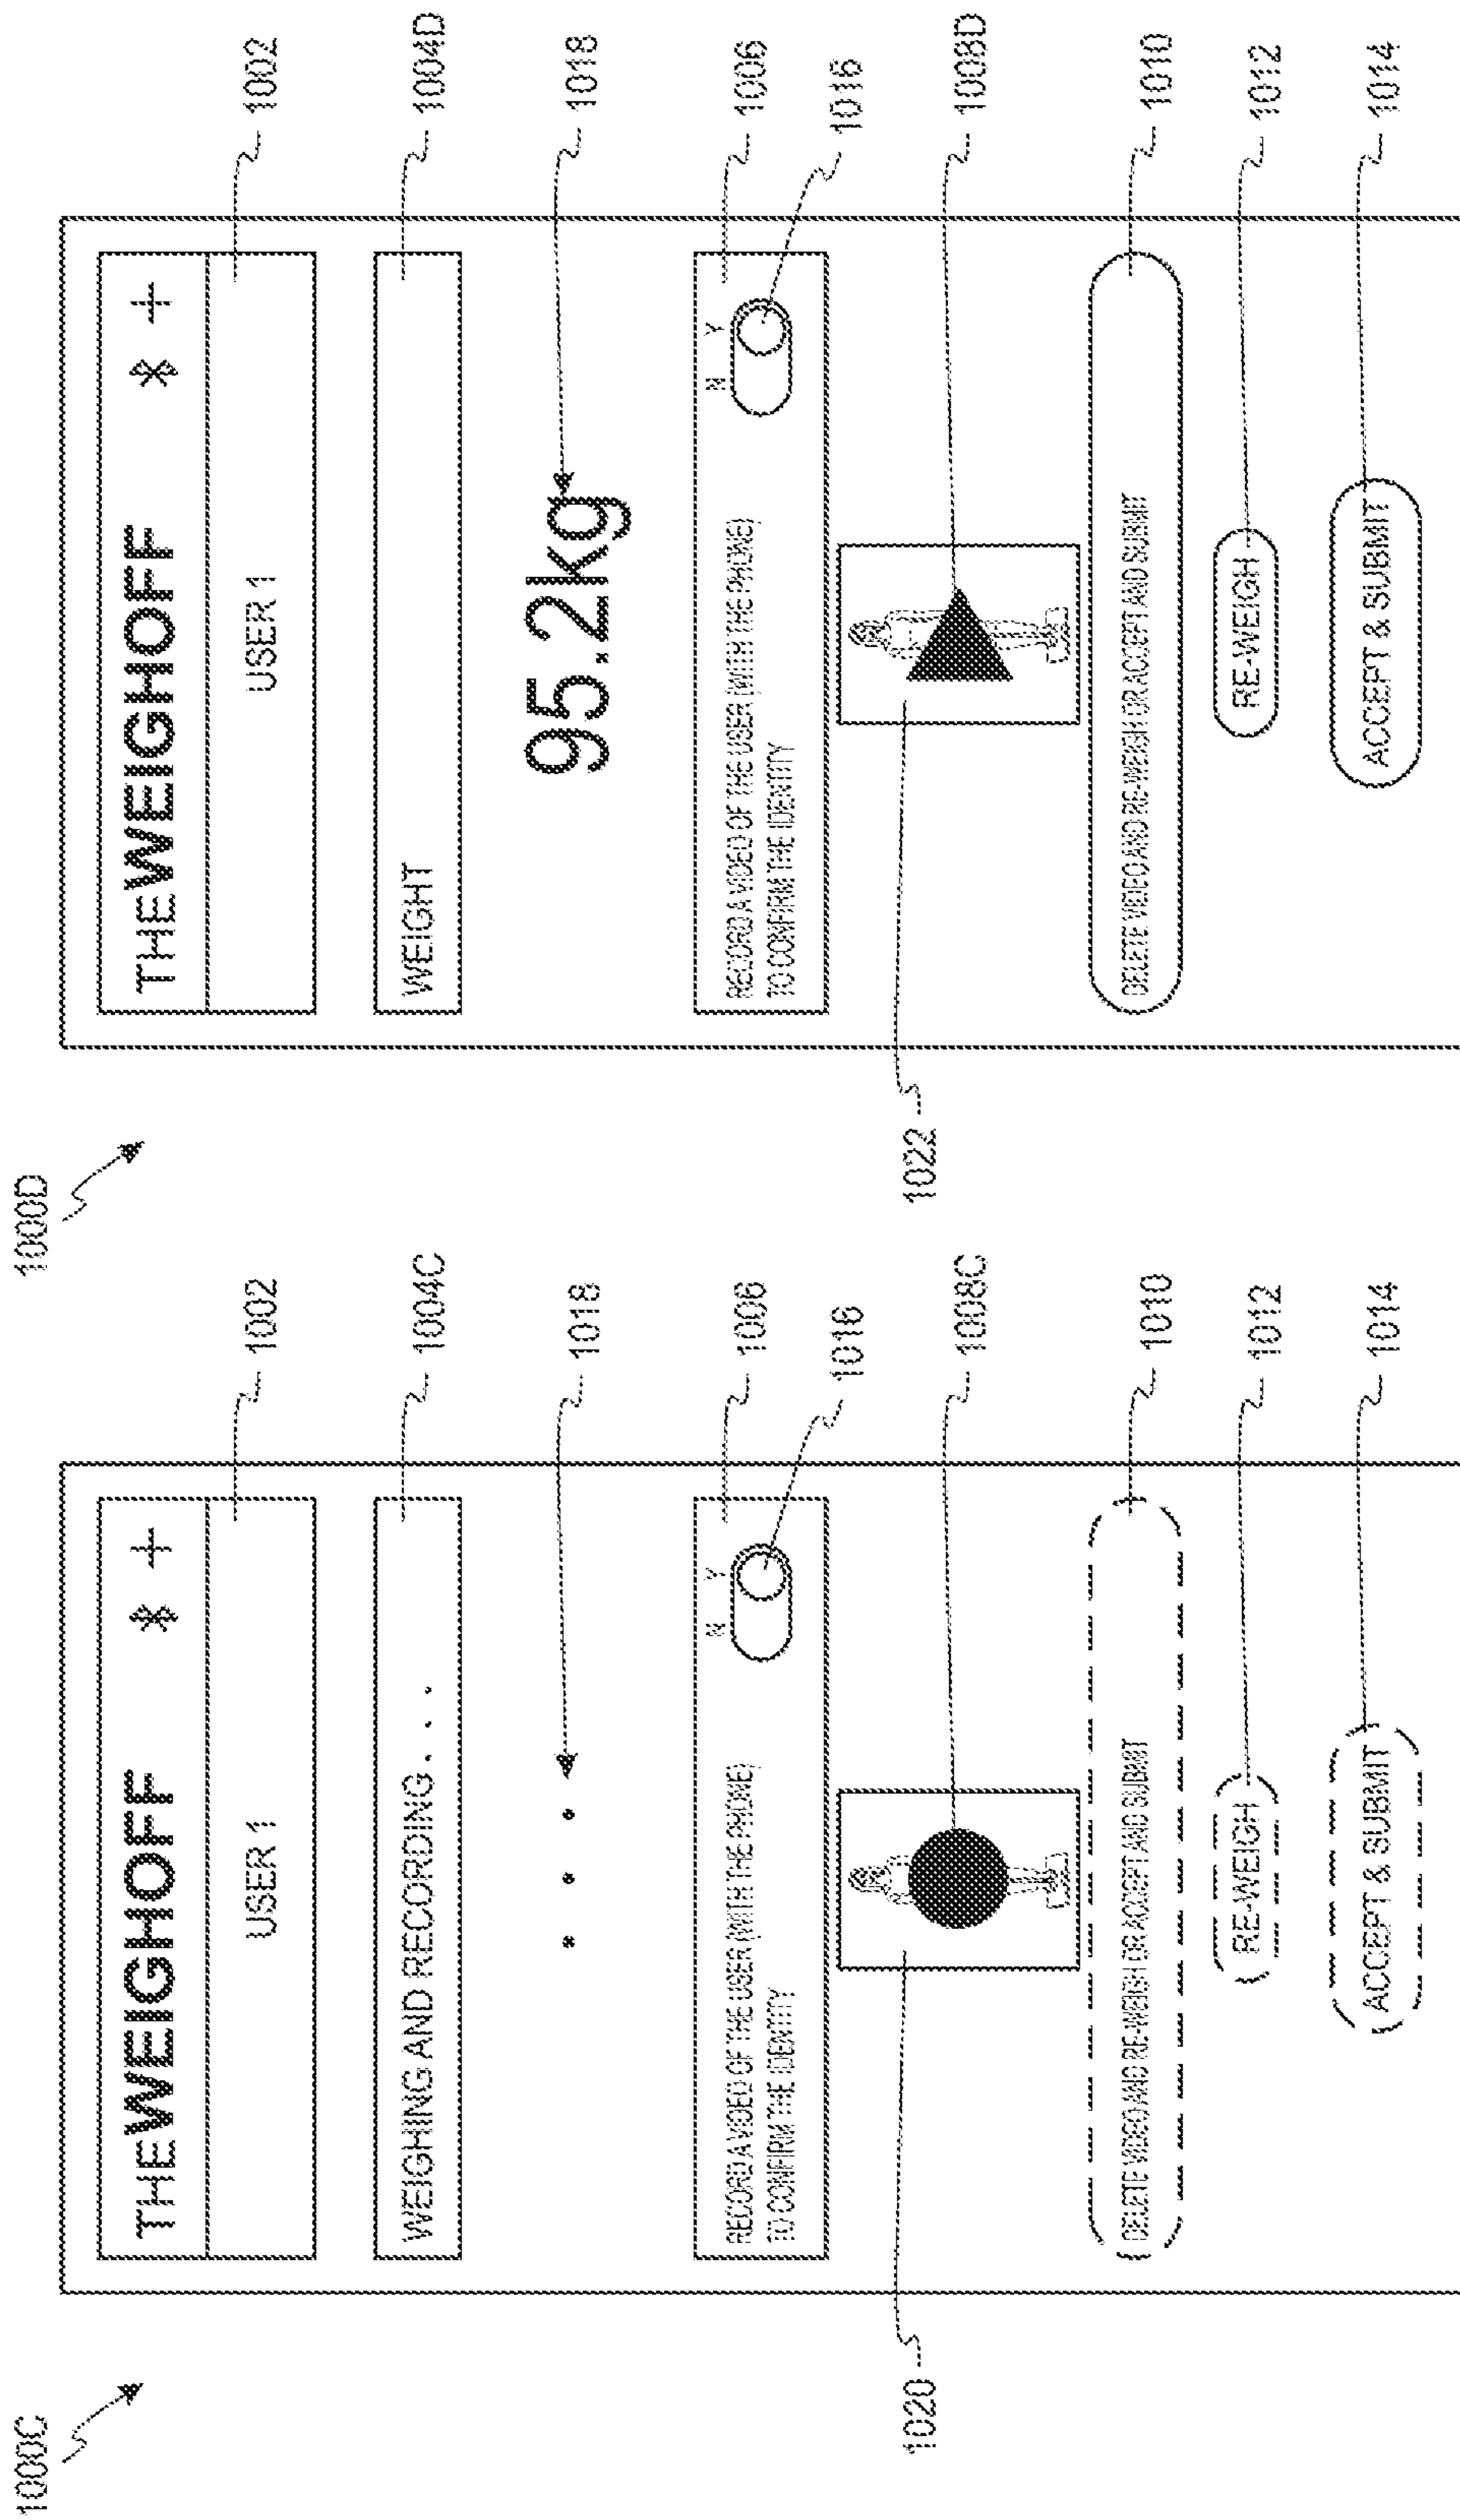 1000C
THEWEIGHOFF * +
USER 1
1002
WEIGHING AND RECORDING . . .
1004C
. . .
1018
RECORD A VIDEO OF THE USER (WITH THE PHONE)
TO CONFIRM THE IDENTITY
N Y
1006
1016
1020
1008C
DELETE VIDEO AND RE-WEIGH OR ACCEPT AND SUBMIT
1010
RE-WEIGH
1012
ACCEPT & SUBMIT
1014
1000D
THEWEIGHOFF * +
USER 1
1002
WEIGHT
1004D
95.2kg
1018
RECORD A VIDEO OF THE USER (WITH THE PHONE)
TO CONFIRM THE IDENTITY
N Y
1006
1016
1022
1008D
DELETE VIDEO AND RE-WEIGH OR ACCEPT AND SUBMIT
1010
RE-WEIGH
1012
ACCEPT & SUBMIT
1014